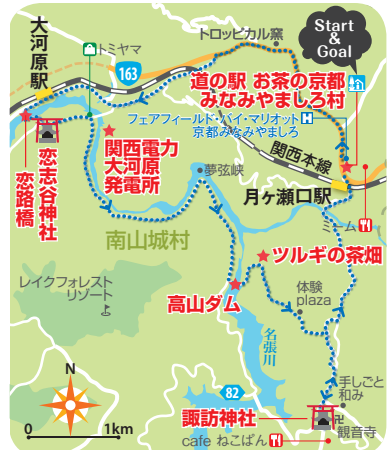 Start
&
Goal
大河原駅
トミヤマ
163
トロピカル窯
道の駅 お茶の京都
みなみやましろ村
フェアフィールド・バイ・マリオット H
京都みなみやましろ
関西本線
恋志谷神社
恋路橋
関西電力
大河原
発電所
夢弦峡
月ヶ瀬口駅
ミーム
南山城村
ツルギの茶畑
レイクフォレスト
リゾート
高山ダム
体験
plaza
名張川
N
0 1km
82
手しごと
和み
諏訪神社
卍
観音寺
cafe ねこぱん